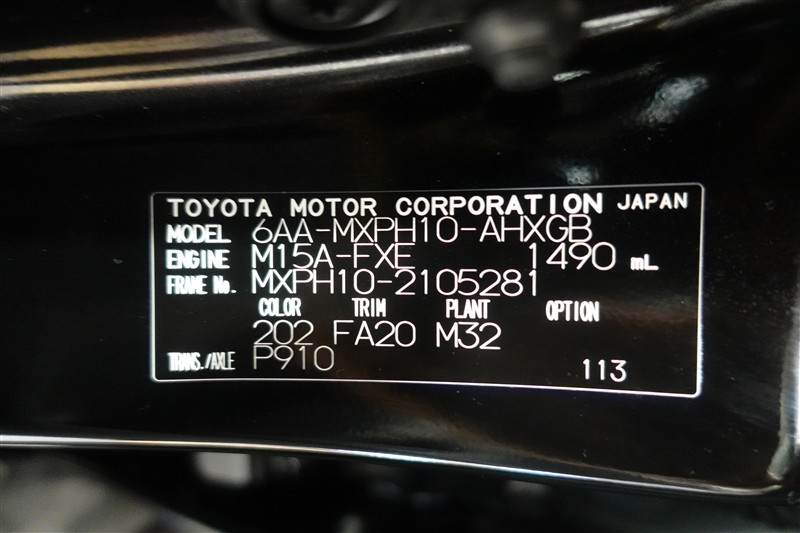 TOYOTA MOTOR CORPORATION JAPAN
MODEL 6AA-MXPH10-AHXGB
ENGINE M15A-FXE 1490 mL
FRAME No. MXPH10-2105281
COLOR TRIM PLANT OPTION
202 FA20 M32
TRANS./AXLE P910 113